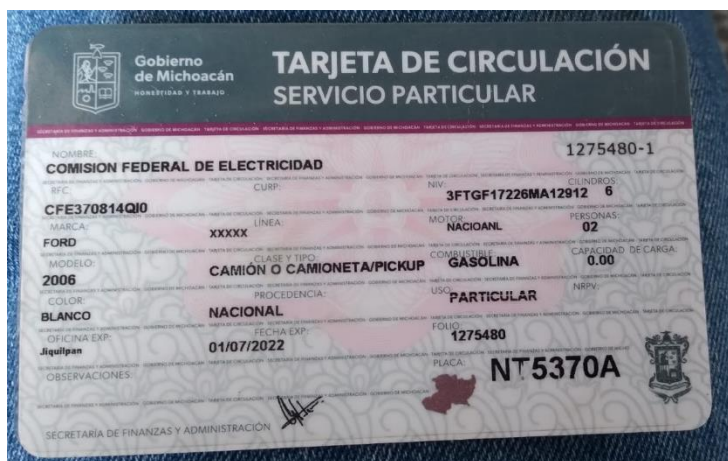 Gobierno
de Michoacán
HONESTIDAD Y TRABAJO
TARJETA DE CIRCULACIÓN
SERVICIO PARTICULAR
NOMBRE: 1275480-1
COMISION FEDERAL DE ELECTRICIDAD
RFC: CURP: NIV: CILINDROS:
CFE370814QI0 3FTGF17226MA12912 6
MARCA: LÍNEA: MOTOR: PERSONAS:
FORD XXXXX NACIOANL 02
MODELO: CLASE Y TIPO: COMBUSTIBLE: CAPACIDAD DE CARGA:
2006 CAMIÓN O CAMIONETA/PICKUP GASOLINA 0.00
COLOR: PROCEDENCIA: USO: NRPV:
BLANCO NACIONAL PARTICULAR
OFICINA EXP: FECHA EXP: FOLIO:
Jiquilpan 01/07/2022 1275480
OBSERVACIONES: PLACA: NT5370A
SECRETARÍA DE FINANZAS Y ADMINISTRACIÓN